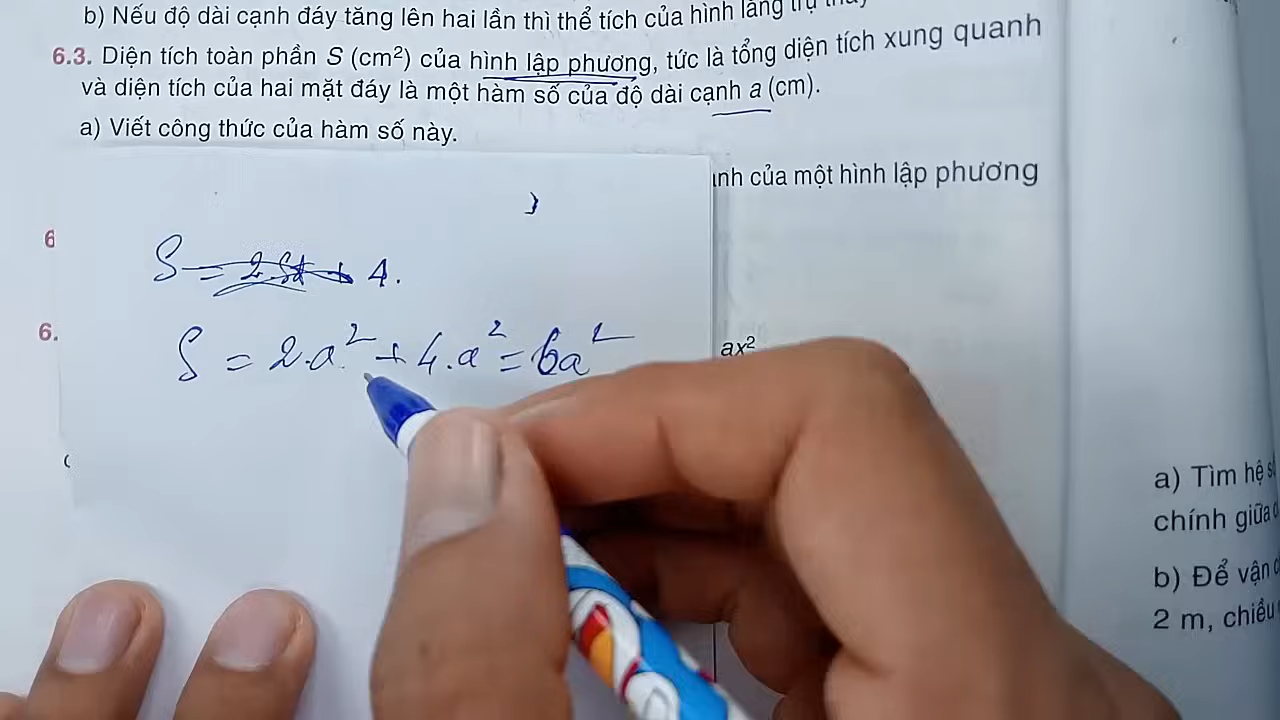 b) Nếu độ dài cạnh đáy tăng lên hai lần thì thể tích của hình lăng trụ
6.3. Diện tích toàn phần S (cm²) của hình lập phương, tức là tổng diện tích xung quanh
và diện tích của hai mặt đáy là một hàm số của độ dài cạnh a (cm).
a) Viết công thức của hàm số này.
của một hình lập phương
6
S = 2.Sđ + 4.
6.
S = 2.a² + 4.a² = 6a²
ax²
a) Tìm hệ
chính giữa
b) Để vận
2 m, chiều